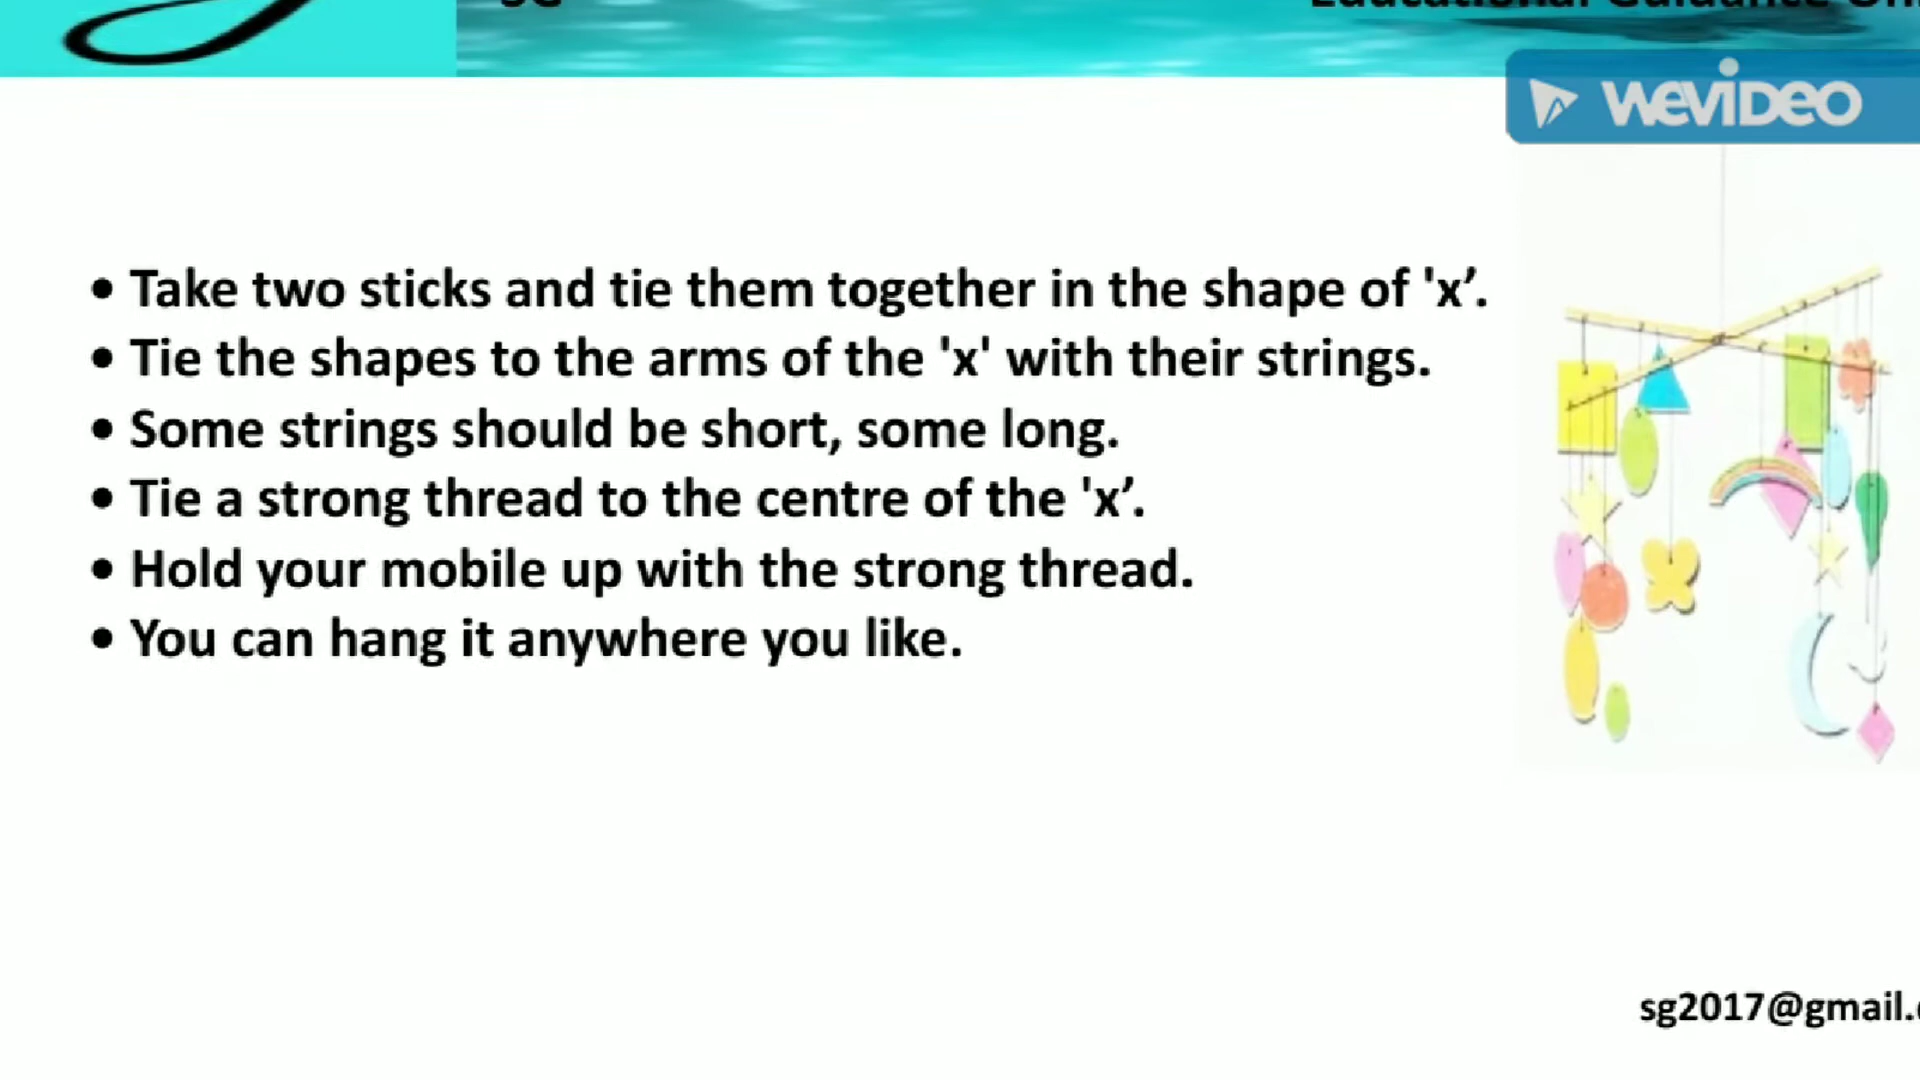 WeVideo
• Take two sticks and tie them together in the shape of 'x’.
• Tie the shapes to the arms of the 'x' with their strings.
• Some strings should be short, some long.
• Tie a strong thread to the centre of the 'x’.
• Hold your mobile up with the strong thread.
• You can hang it anywhere you like.
sg2017@gmail.